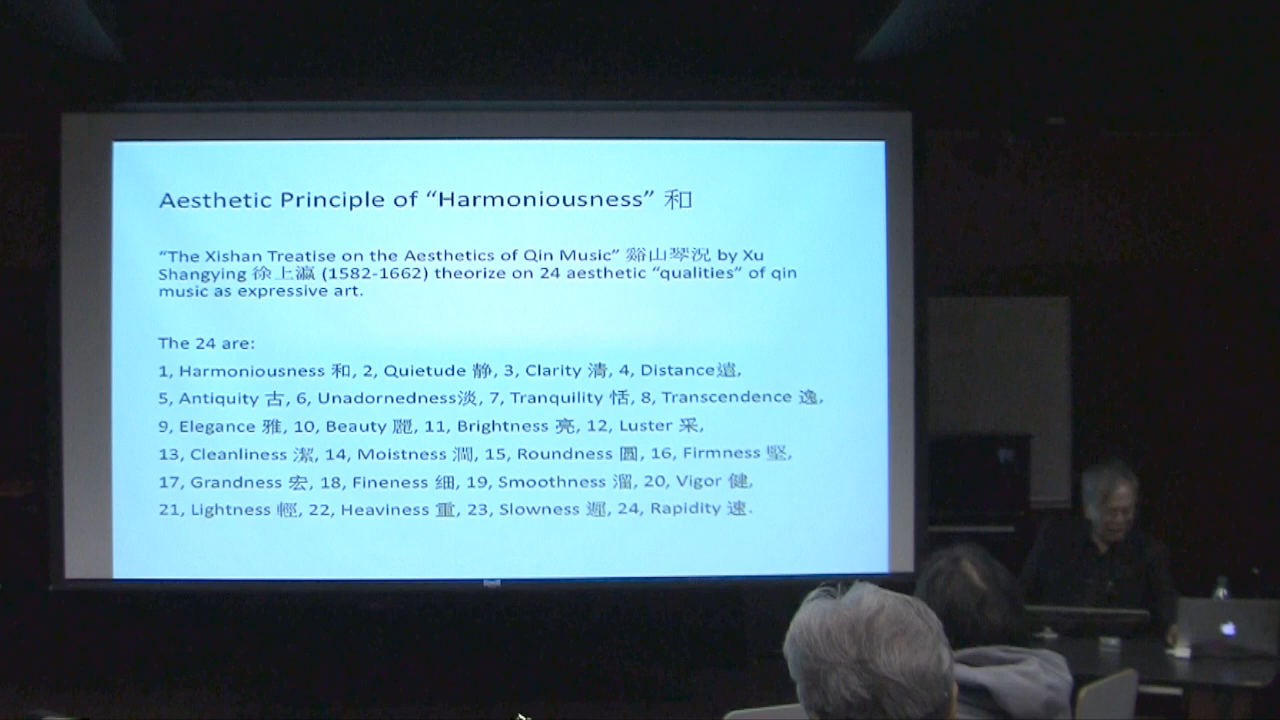 Aesthetic Principle of “Harmoniousness” 和
“The Xishan Treatise on the Aesthetics of Qin Music” 谿山琴況 by Xu
Shangying 徐上瀛 (1582-1662) theorize on 24 aesthetic “qualities” of qin
music as expressive art.
The 24 are:
1, Harmoniousness 和, 2, Quietude 静, 3, Clarity 清, 4, Distance遠,
5, Antiquity 古, 6, Unadornedness淡, 7, Tranquility 恬, 8, Transcendence 逸,
9, Elegance 雅, 10, Beauty 麗, 11, Brightness 亮, 12, Luster 采,
13, Cleanliness 潔, 14, Moistness 潤, 15, Roundness 圓, 16, Firmness 堅,
17, Grandness 宏, 18, Fineness 细, 19, Smoothness 溜, 20, Vigor 健,
21, Lightness 輕, 22, Heaviness 重, 23, Slowness 遲, 24, Rapidity 速.